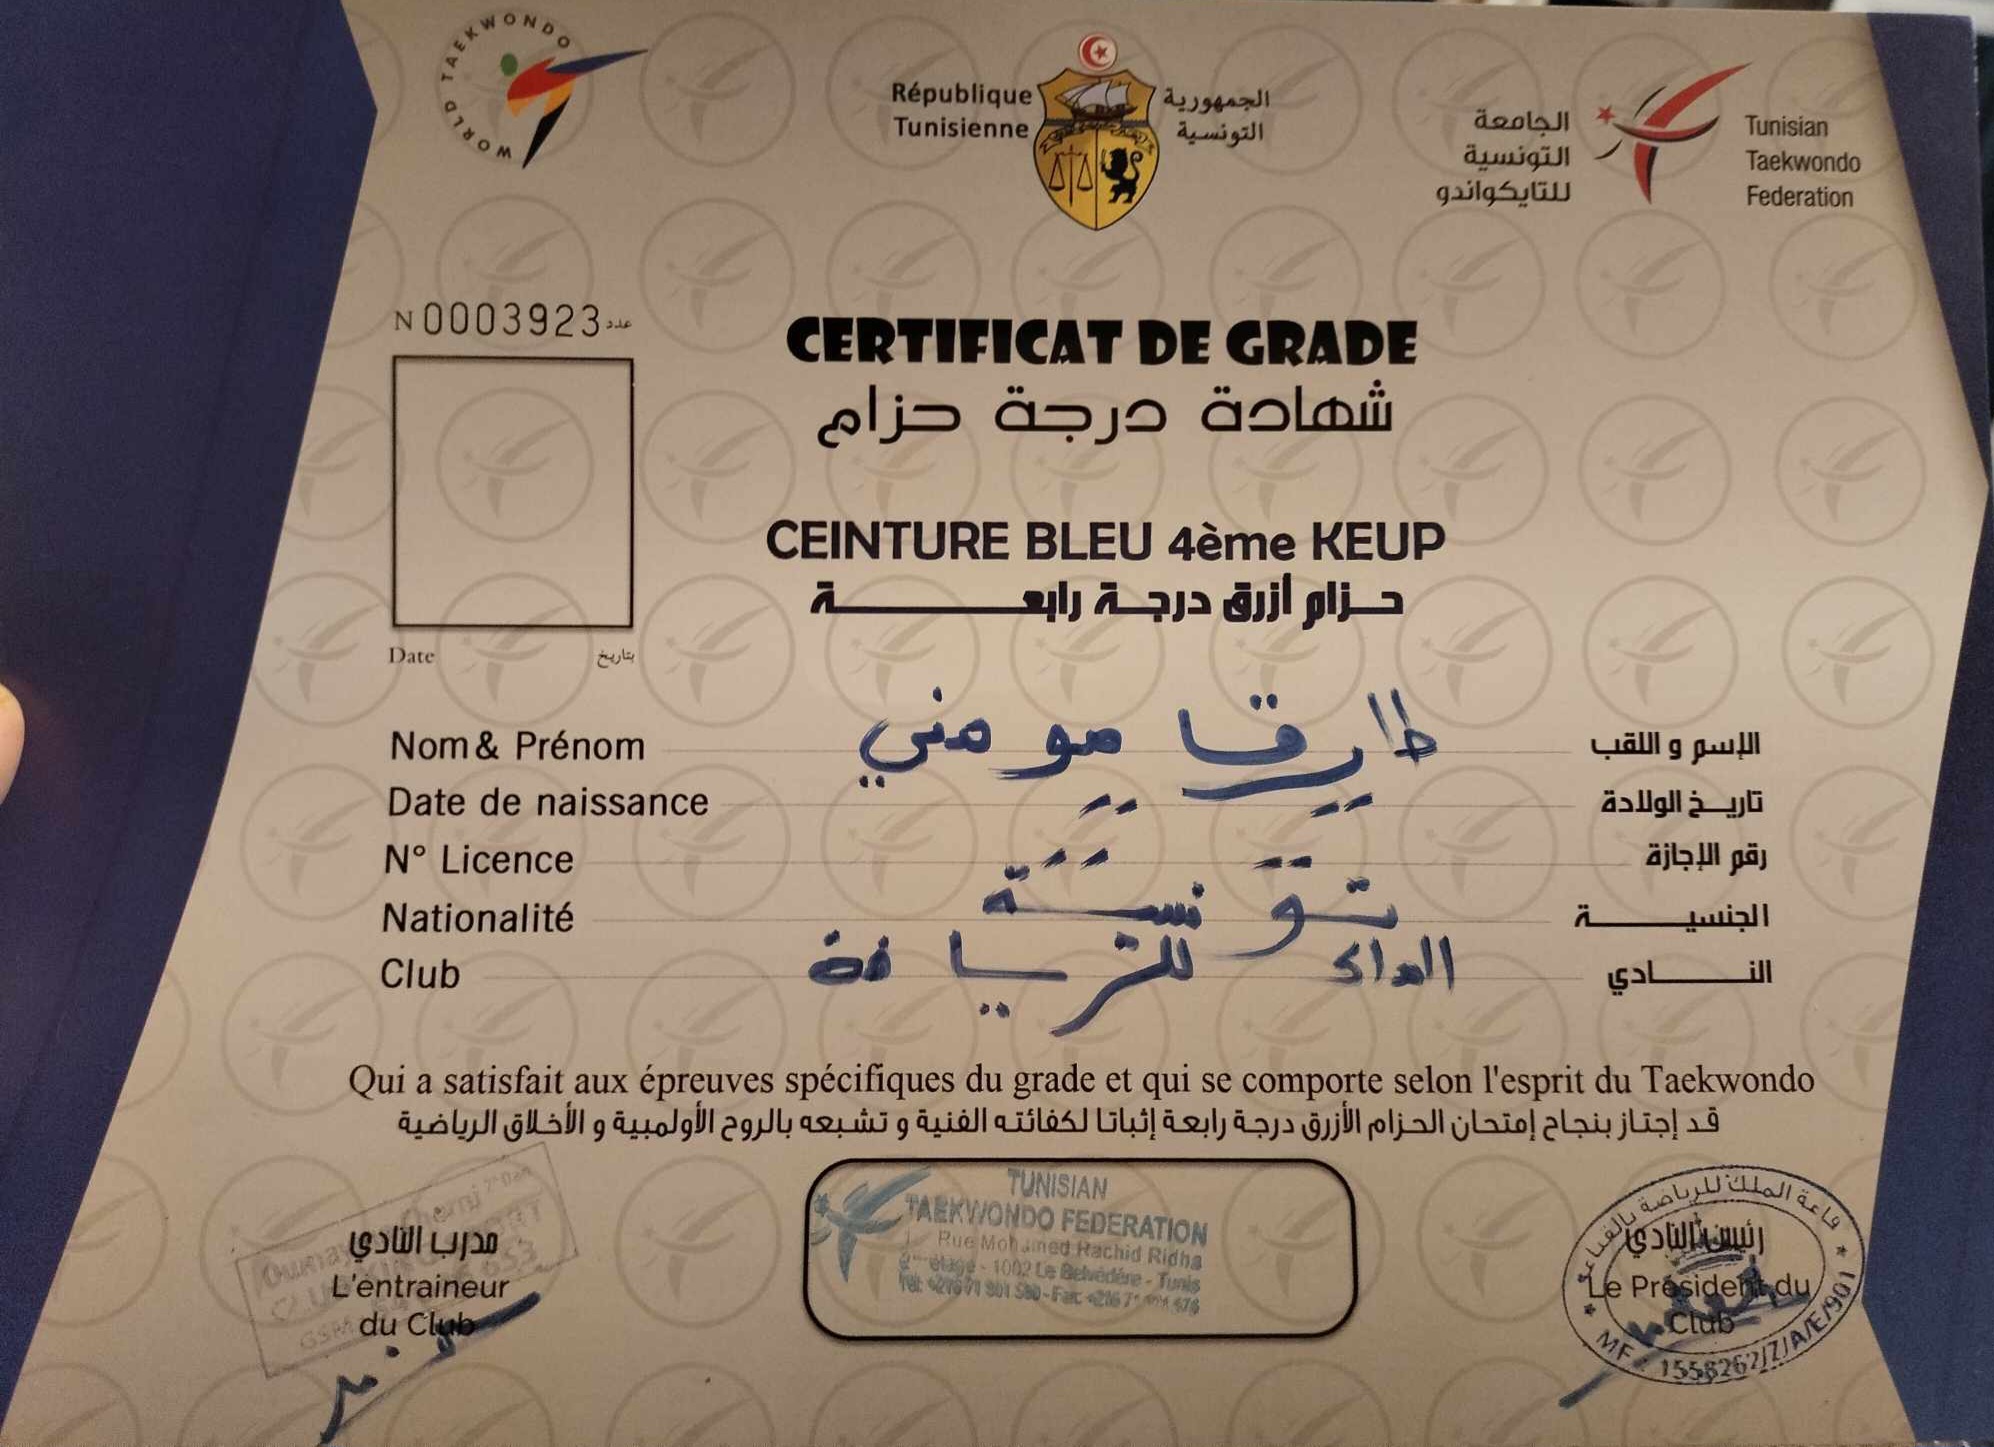 WORLD TAEKWONDO
République
Tunisienne
الجمهورية
التونسية
الجامعة
التونسية
للتايكواندو
Tunisian
Taekwondo
Federation
N 0003923 عدد
CERTIFICAT DE GRADE
شهادة درجة حزام
CEINTURE BLEU 4ème KEUP
حزام أزرق درجة رابعة
Date بتاريخ
Nom & Prénom مومني الإسم و اللقب
Date de naissance تاريخ الولادة
N° Licence رقم الإجازة
Nationalité الجنسية
Club للرياضة النادي
Qui a satisfait aux épreuves spécifiques du grade et qui se comporte selon l'esprit du Taekwondo
قد إجتاز بنجاح إمتحان الحزام الأزرق درجة رابعة إثباتا لكفائته الفنية و تشبعه بالروح الأولمبية و الأخلاق الرياضية
مدرب النادي
L'entraineur
du Club
TUNISIAN
TAEKWONDO FEDERATION
Rue Mohamed Rachid Ridha
étage - 1002 Le Belvédère - Tunis
رئيس النادي
Le Président du
Club